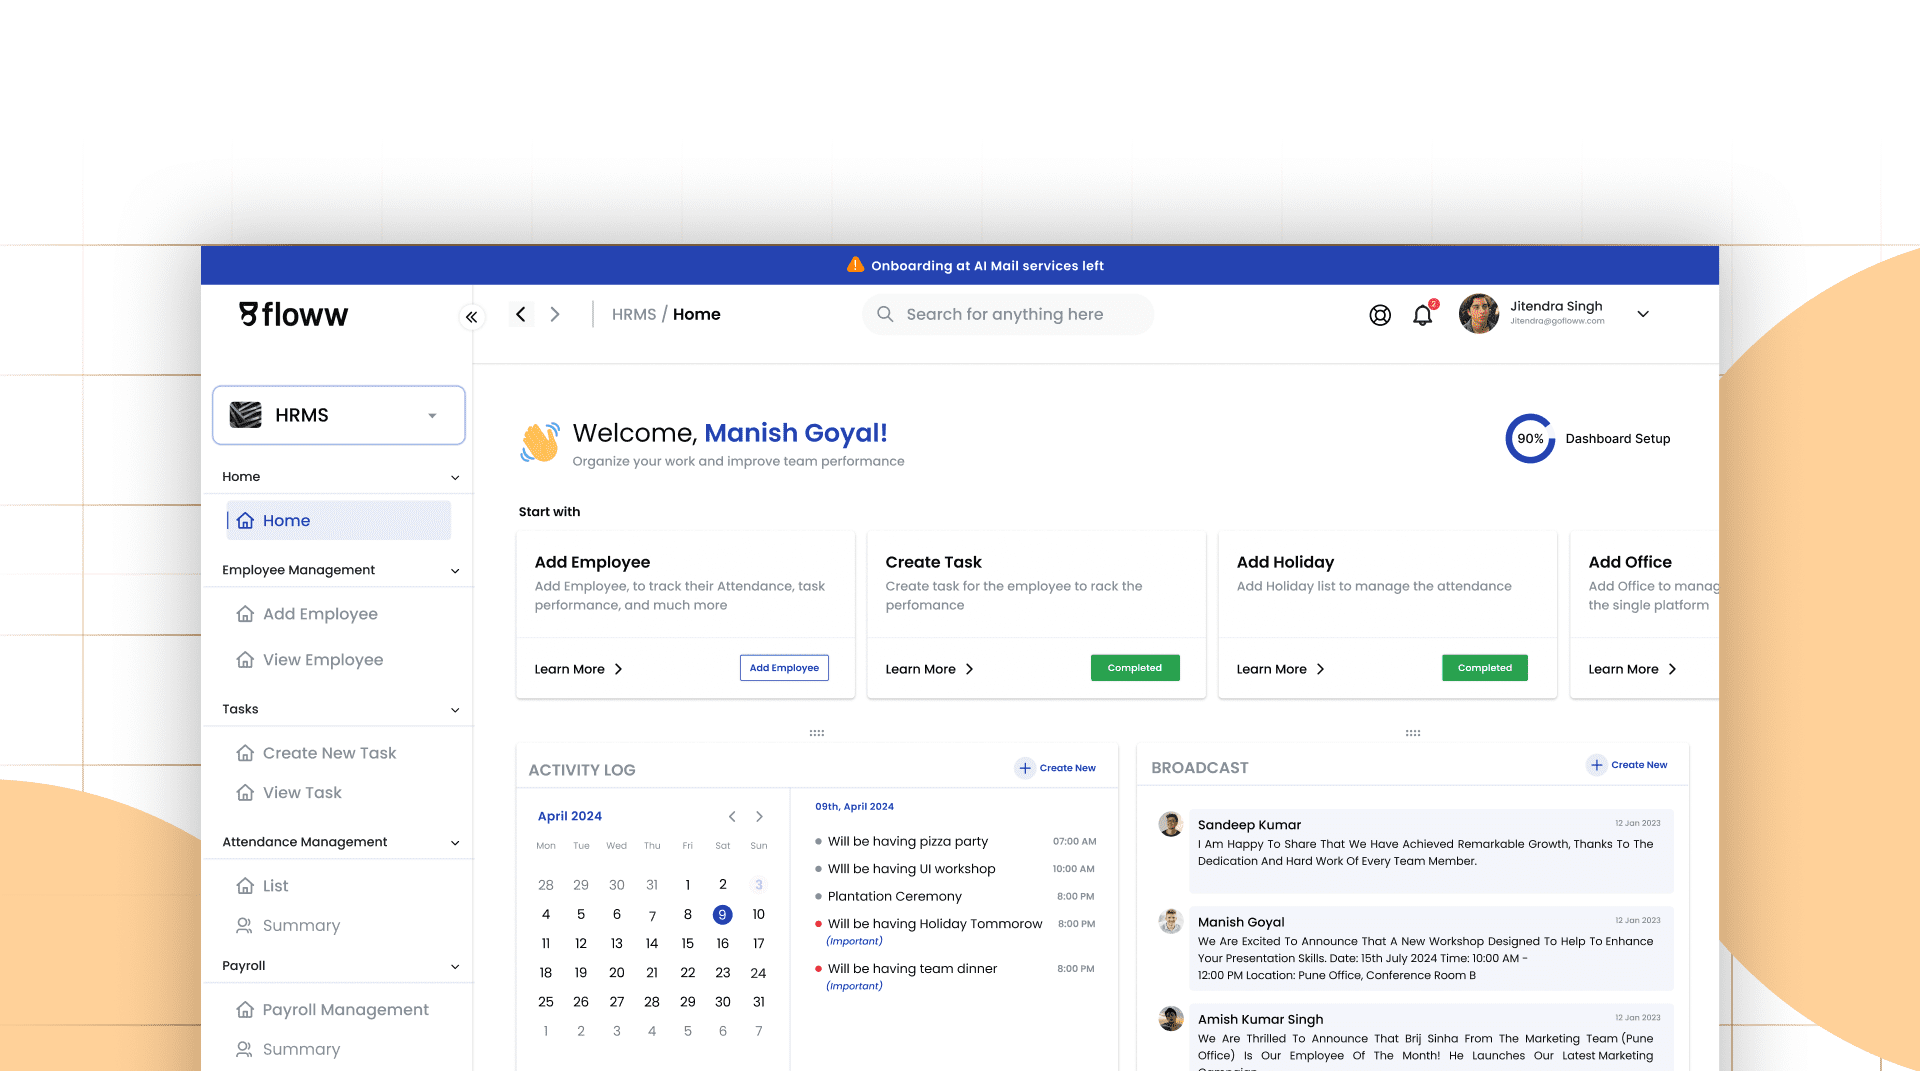 Onboarding at AI Mail services left
floww
HRMS / Home
Search for anything here
2
Jitendra Singh
Jitendra@gofloww.com
HRMS
Home
Home
Employee Management
Add Employee
View Employee
Tasks
Create New Task
View Task
Attendance Management
List
Summary
Payroll
Payroll Management
Summary
Welcome, Manish Goyal!
Organize your work and improve team performance
90%
Dashboard Setup
Start with
Add Employee
Add Employee, to track their Attendance, task
performance, and much more
Learn More
Add Employee
Create Task
Create task for the employee to rack the
perfomance
Learn More
Completed
Add Holiday
Add Holiday list to manage the attendance
Learn More
Completed
Add Office
Add Office to manag
the single platform
Learn More
ACTIVITY LOG
Create New
April 2024
Mon Tue Wed Thu Fri Sat Sun
28 29 30 31 1 2 3
4 5 6 7 8 9 10
11 12 13 14 15 16 17
18 19 20 21 22 23 24
25 26 27 28 29 30 31
1 2 3 4 5 6 7
09th, April 2024
Will be having pizza party 07:00 AM
WIll be having UI workshop 10:00 AM
Plantation Ceremony 8:00 PM
Will be having Holiday Tommorow 8:00 PM
(Important)
Will be having team dinner 8:00 PM
(Important)
BROADCAST
Create New
Sandeep Kumar 12 Jan 2023
I Am Happy To Share That We Have Achieved Remarkable Growth, Thanks To The
Dedication And Hard Work Of Every Team Member.
Manish Goyal 12 Jan 2023
We Are Excited To Announce That A New Workshop Designed To Help To Enhance
Your Presentation Skills. Date: 15th July 2024 Time: 10:00 AM -
12:00 PM Location: Pune Office, Conference Room B
Amish Kumar Singh 12 Jan 2023
We Are Thrilled To Announce That Brij Sinha From The Marketing Team (Pune
Office) Is Our Employee Of The Month! He Launches Our Latest Marketing